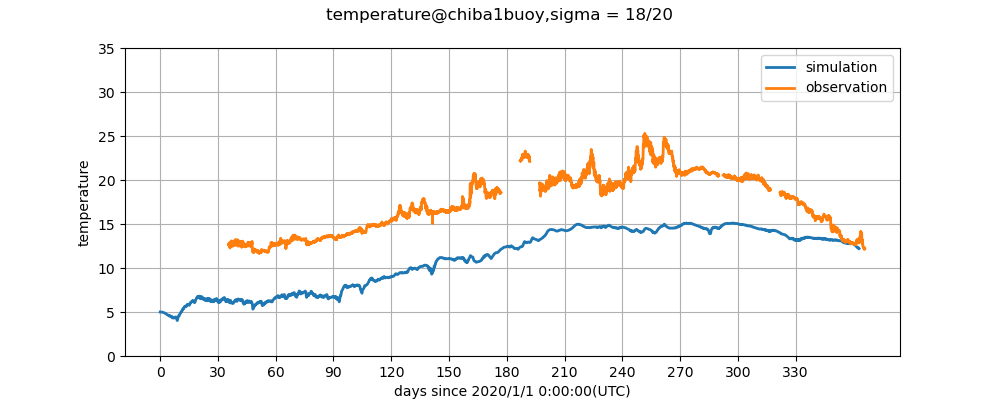 temperature@chiba1buoy,sigma = 18/20
simulation
observation
temperature
35
30
25
20
15
10
5
0
0 30 60 90 120 150 180 210 240 270 300 330
days since 2020/1/1 0:00:00(UTC)